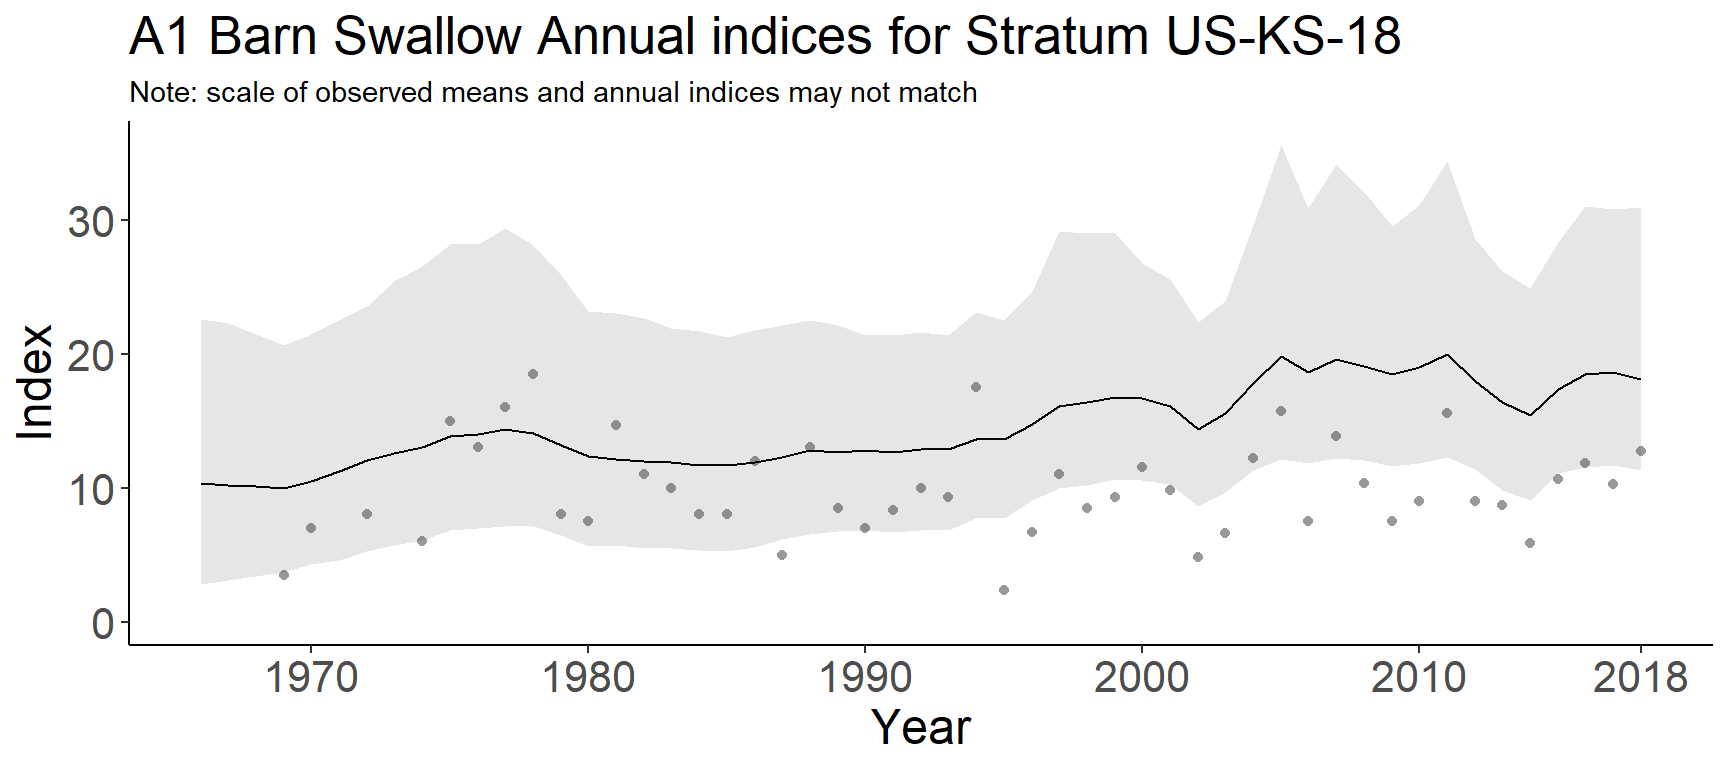 A1 Barn Swallow Annual indices for Stratum US-KS-18
Note: scale of observed means and annual indices may not match
Index
30
20
10
0
1970 1980 1990 2000 2010 2018
Year